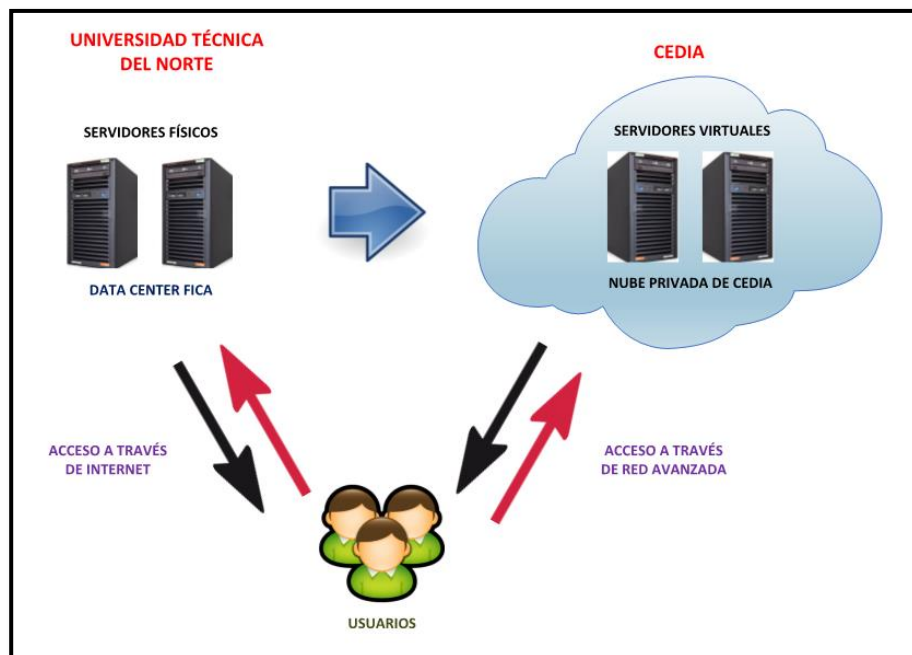 UNIVERSIDAD TÉCNICA
DEL NORTE
CEDIA
SERVIDORES FÍSICOS
SERVIDORES VIRTUALES
DATA CENTER FICA
NUBE PRIVADA DE CEDIA
ACCESO A TRAVÉS
DE INTERNET
ACCESO A TRAVÉS
DE RED AVANZADA
USUARIOS